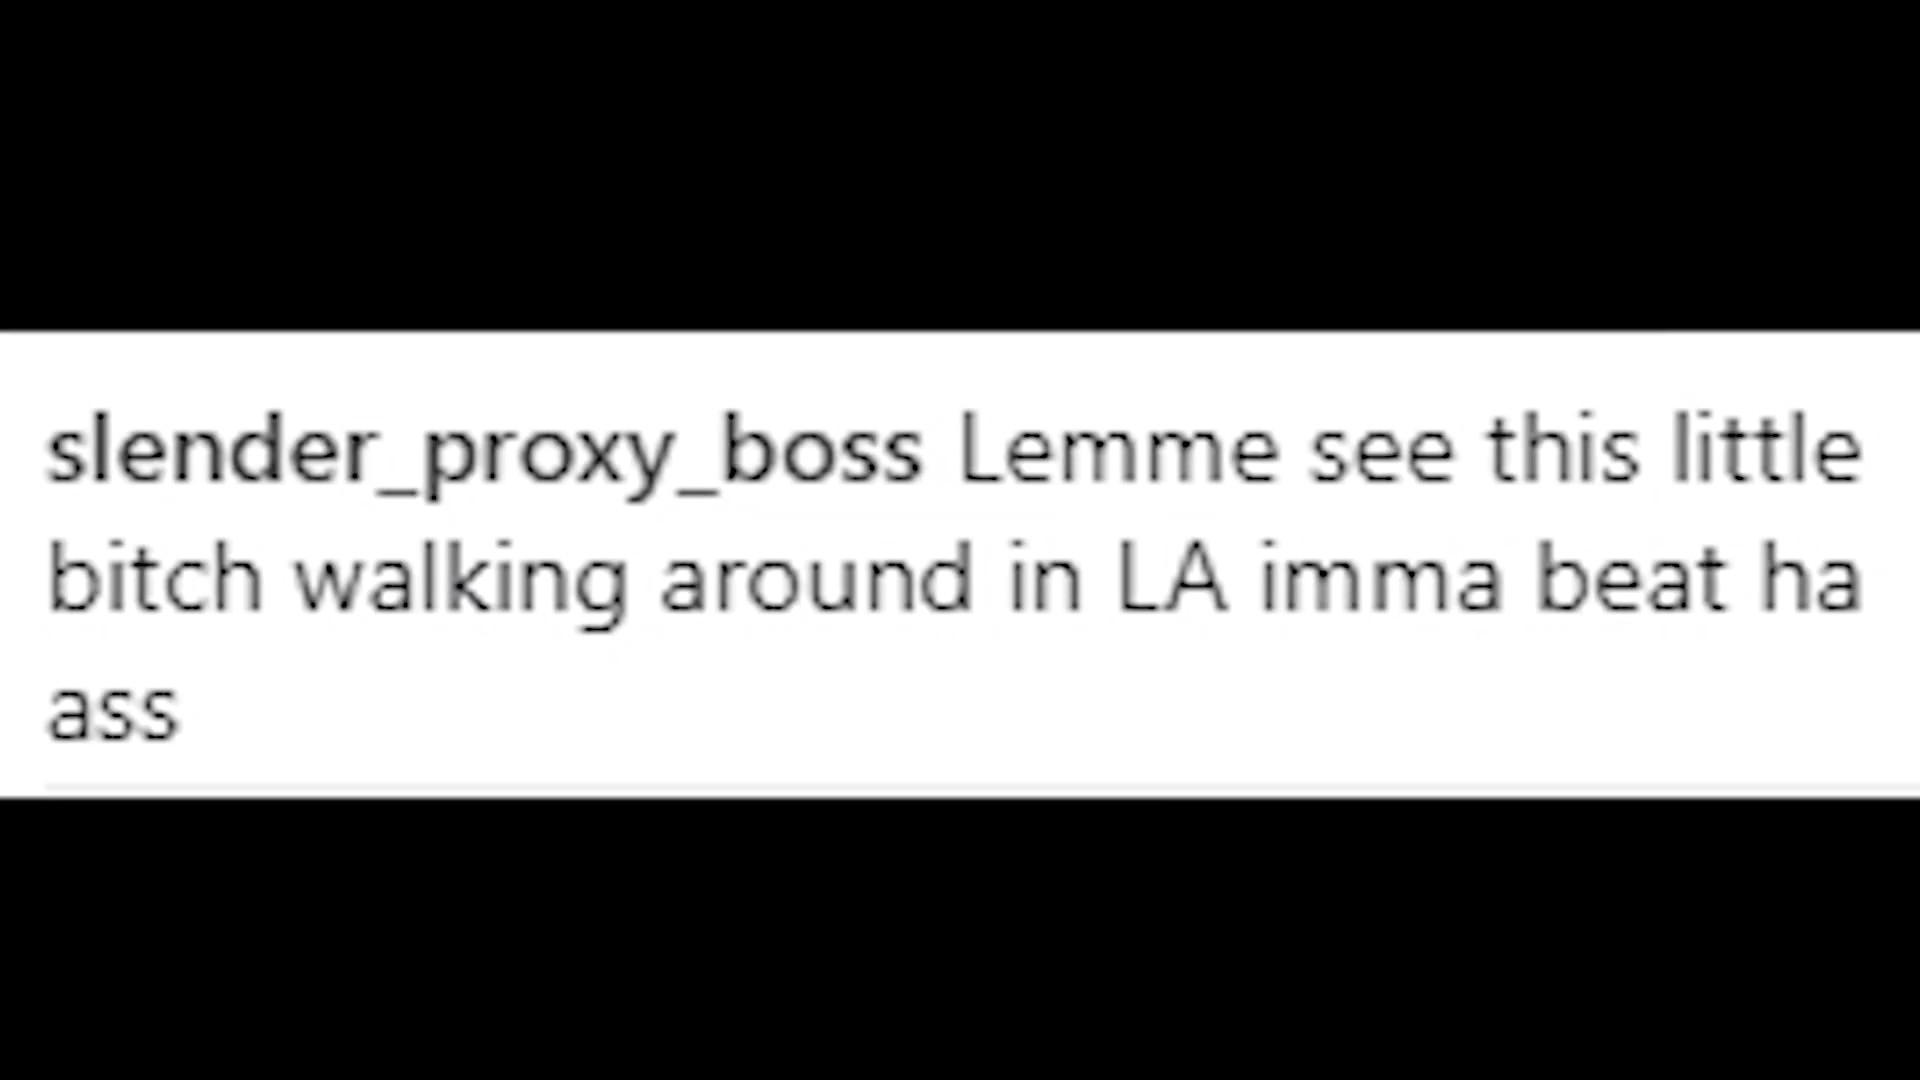 slender_proxy_boss Lemme see this little
bitch walking around in LA imma beat ha
ass